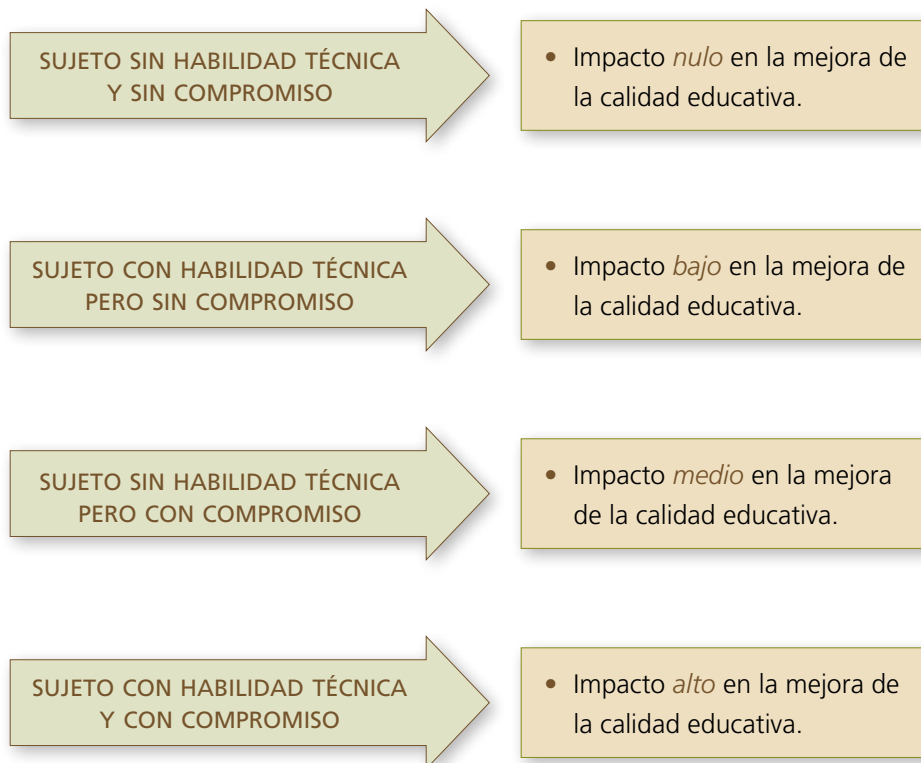 SUJETO SIN HABILIDAD TÉCNICA
Y SIN COMPROMISO
• Impacto nulo en la mejora de
la calidad educativa.
SUJETO CON HABILIDAD TÉCNICA
PERO SIN COMPROMISO
• Impacto bajo en la mejora de
la calidad educativa.
SUJETO SIN HABILIDAD TÉCNICA
PERO CON COMPROMISO
• Impacto medio en la mejora
de la calidad educativa.
SUJETO CON HABILIDAD TÉCNICA
Y CON COMPROMISO
• Impacto alto en la mejora de
la calidad educativa.